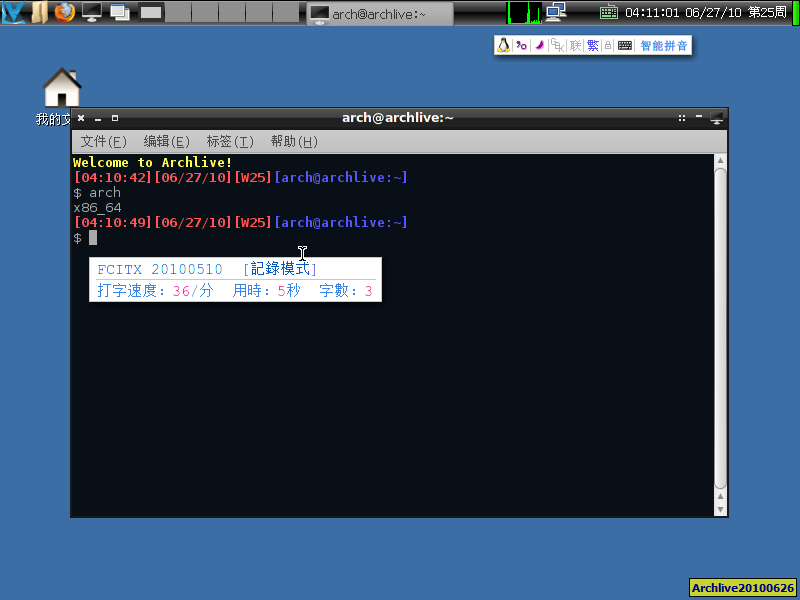 arch@archlive:~
04:11:01 06/27/10 第25周
繁
智能拼音
我的文
arch@archlive:~
文件(F) 编辑(E) 标签(T) 帮助(H)
Welcome to Archlive!
[04:10:42][06/27/10][W25][arch@archlive:~]
$ arch
x86_64
[04:10:49][06/27/10][W25][arch@archlive:~]
$
FCITX 20100510 [記錄模式]
打字速度：36/分 用時：5秒 字數：3
Archlive20100626